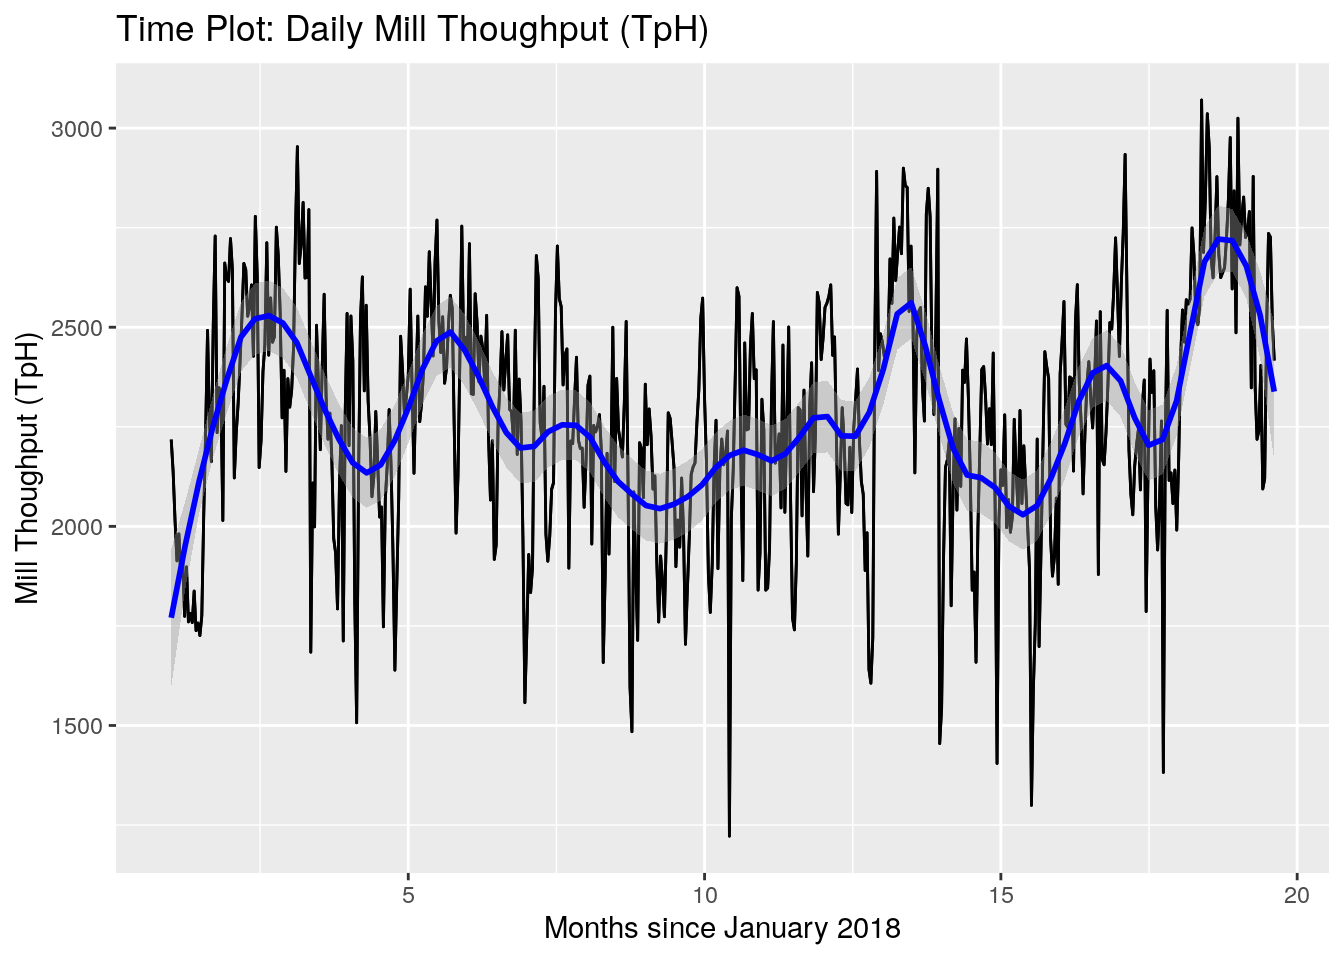 Time Plot: Daily Mill Thoughput (TpH)
Mill Thoughput (TpH)
3000
2500
2000
1500
5 10 15 20
Months since January 2018